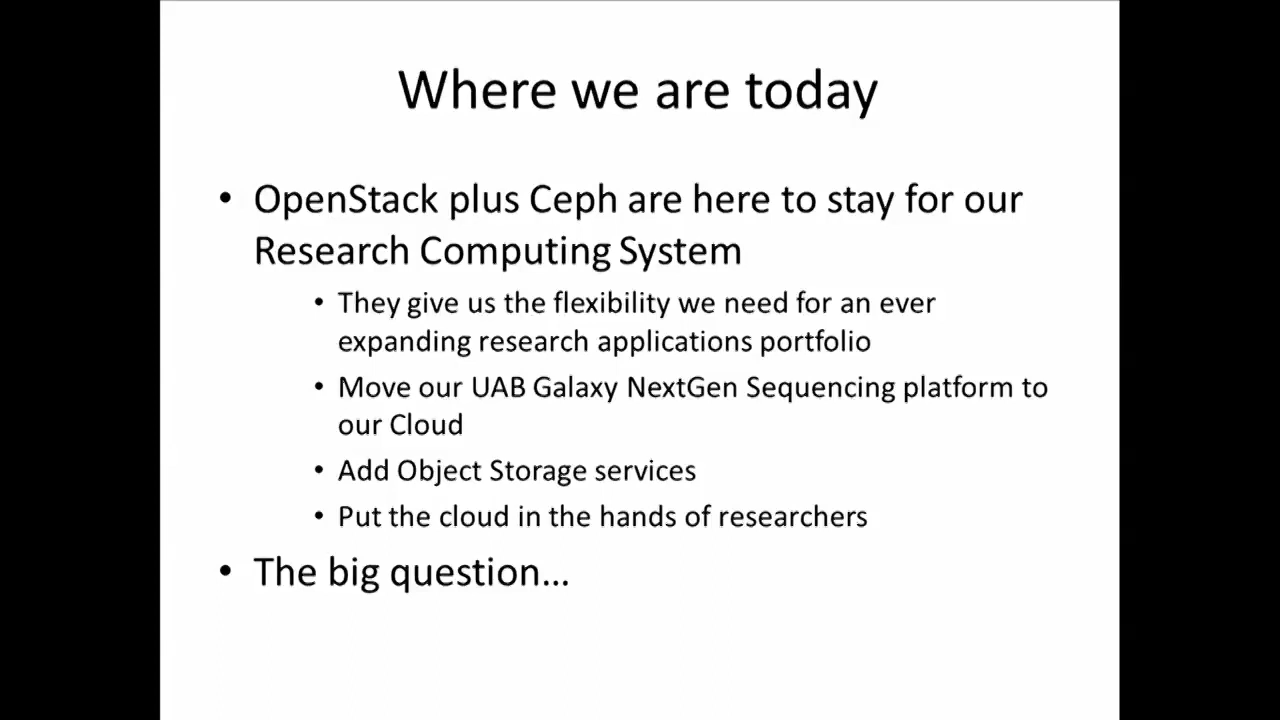 Where we are today
• OpenStack plus Ceph are here to stay for our
Research Computing System
• They give us the flexibility we need for an ever
expanding research applications portfolio
• Move our UAB Galaxy NextGen Sequencing platform to
our Cloud
• Add Object Storage services
• Put the cloud in the hands of researchers
• The big question…